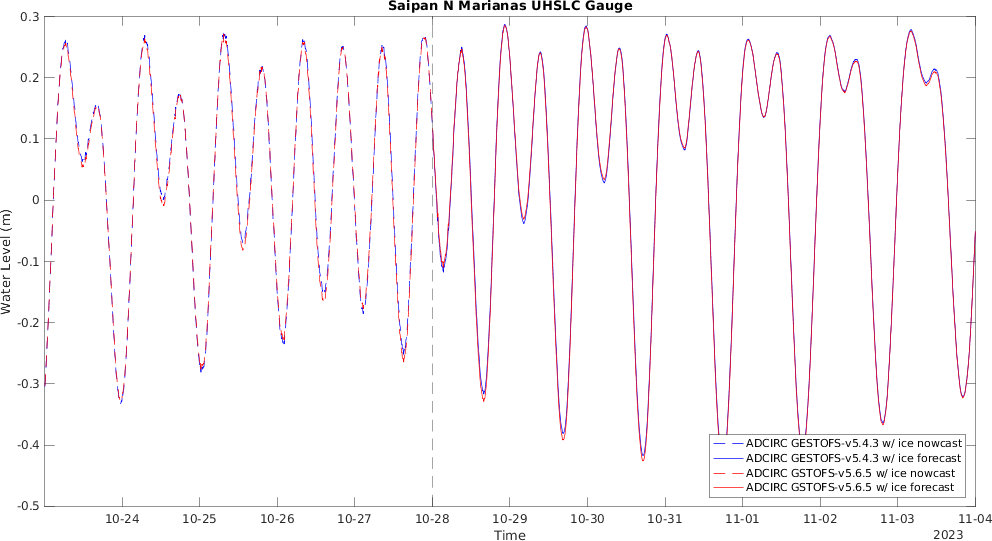 Saipan N Marianas UHSLC Gauge
0.3
0.2
0.1
0
-0.1
-0.2
-0.3
-0.4
-0.5
Water Level (m)
ADCIRC GESTOFS-v5.4.3 w/ ice nowcast
ADCIRC GESTOFS-v5.4.3 w/ ice forecast
ADCIRC GSTOFS-v5.6.5 w/ ice nowcast
ADCIRC GSTOFS-v5.6.5 w/ ice forecast
10-24 10-25 10-26 10-27 10-28 10-29 10-30 10-31 11-01 11-02 11-03 11-04
Time
2023